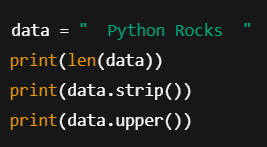 data = "  Python Rocks  "
print(len(data))
print(data.strip())
print(data.upper())